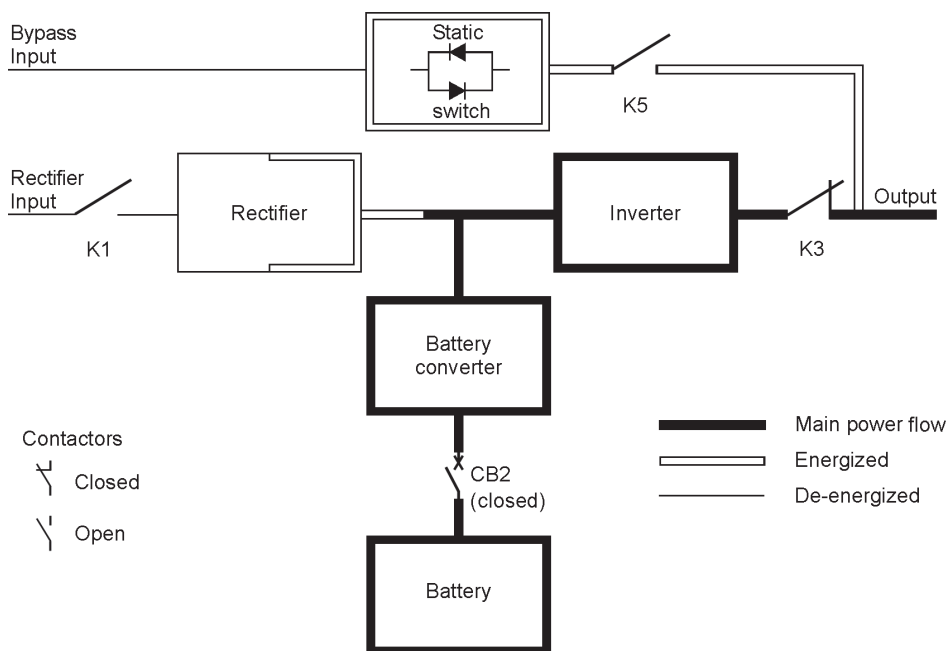 Bypass
Input
Static
switch
K5
Rectifier
Input
K1
Rectifier
Inverter
K3
Output
Battery
converter
CB2
(closed)
Battery
Contactors
Closed
Open
Main power flow
Energized
De-energized